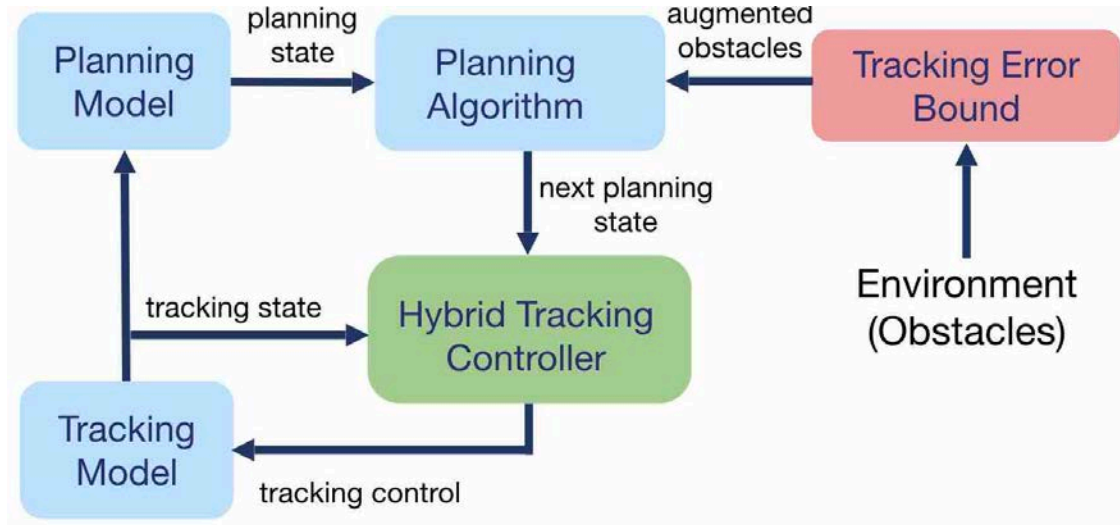 planning
state
augmented
obstacles
Planning
Model
Planning
Algorithm
Tracking Error
Bound
next planning
state
Environment
(Obstacles)
tracking state
Hybrid Tracking
Controller
Tracking
Model
tracking control